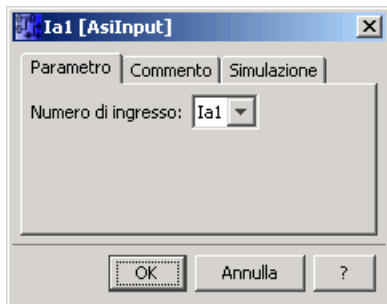 Ia1 [AsiInput]
Parametro Commento Simulazione
Numero di ingresso: Ia1
OK Annulla ?